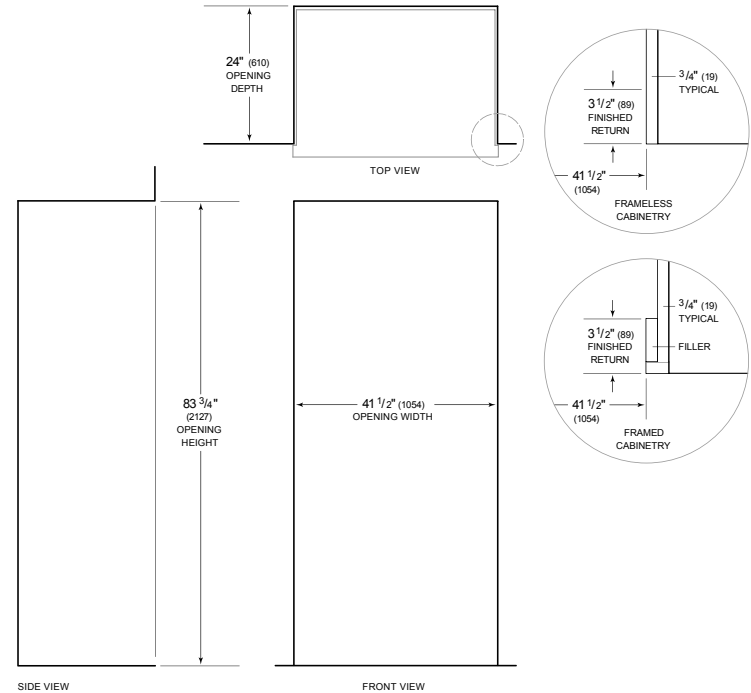 24" (610)
OPENING
DEPTH
TOP VIEW
3/4" (19)
TYPICAL
3 1/2" (89)
FINISHED
RETURN
41 1/2"
(1054)
FRAMELESS
CABINETRY
3/4" (19)
TYPICAL
3 1/2" (89)
FINISHED
RETURN
FILLER
41 1/2"
(1054)
FRAMED
CABINETRY
83 3/4"
(2127)
OPENING
HEIGHT
41 1/2" (1054)
OPENING WIDTH
SIDE VIEW
FRONT VIEW